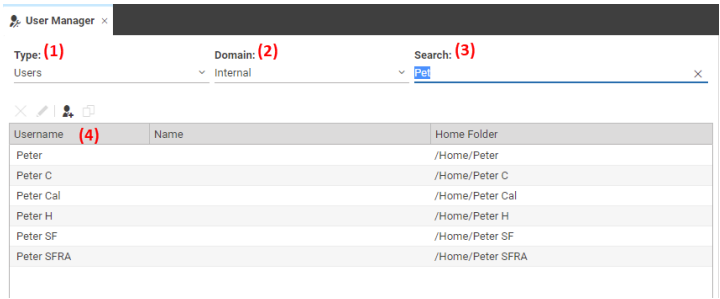 User Manager ×
Type: (1) Domain: (2) Search: (3)
Users Internal Pet
Username (4) Name Home Folder
Peter /Home/Peter
Peter C /Home/Peter C
Peter Cal /Home/Peter Cal
Peter H /Home/Peter H
Peter SF /Home/Peter SF
Peter SFRA /Home/Peter SFRA